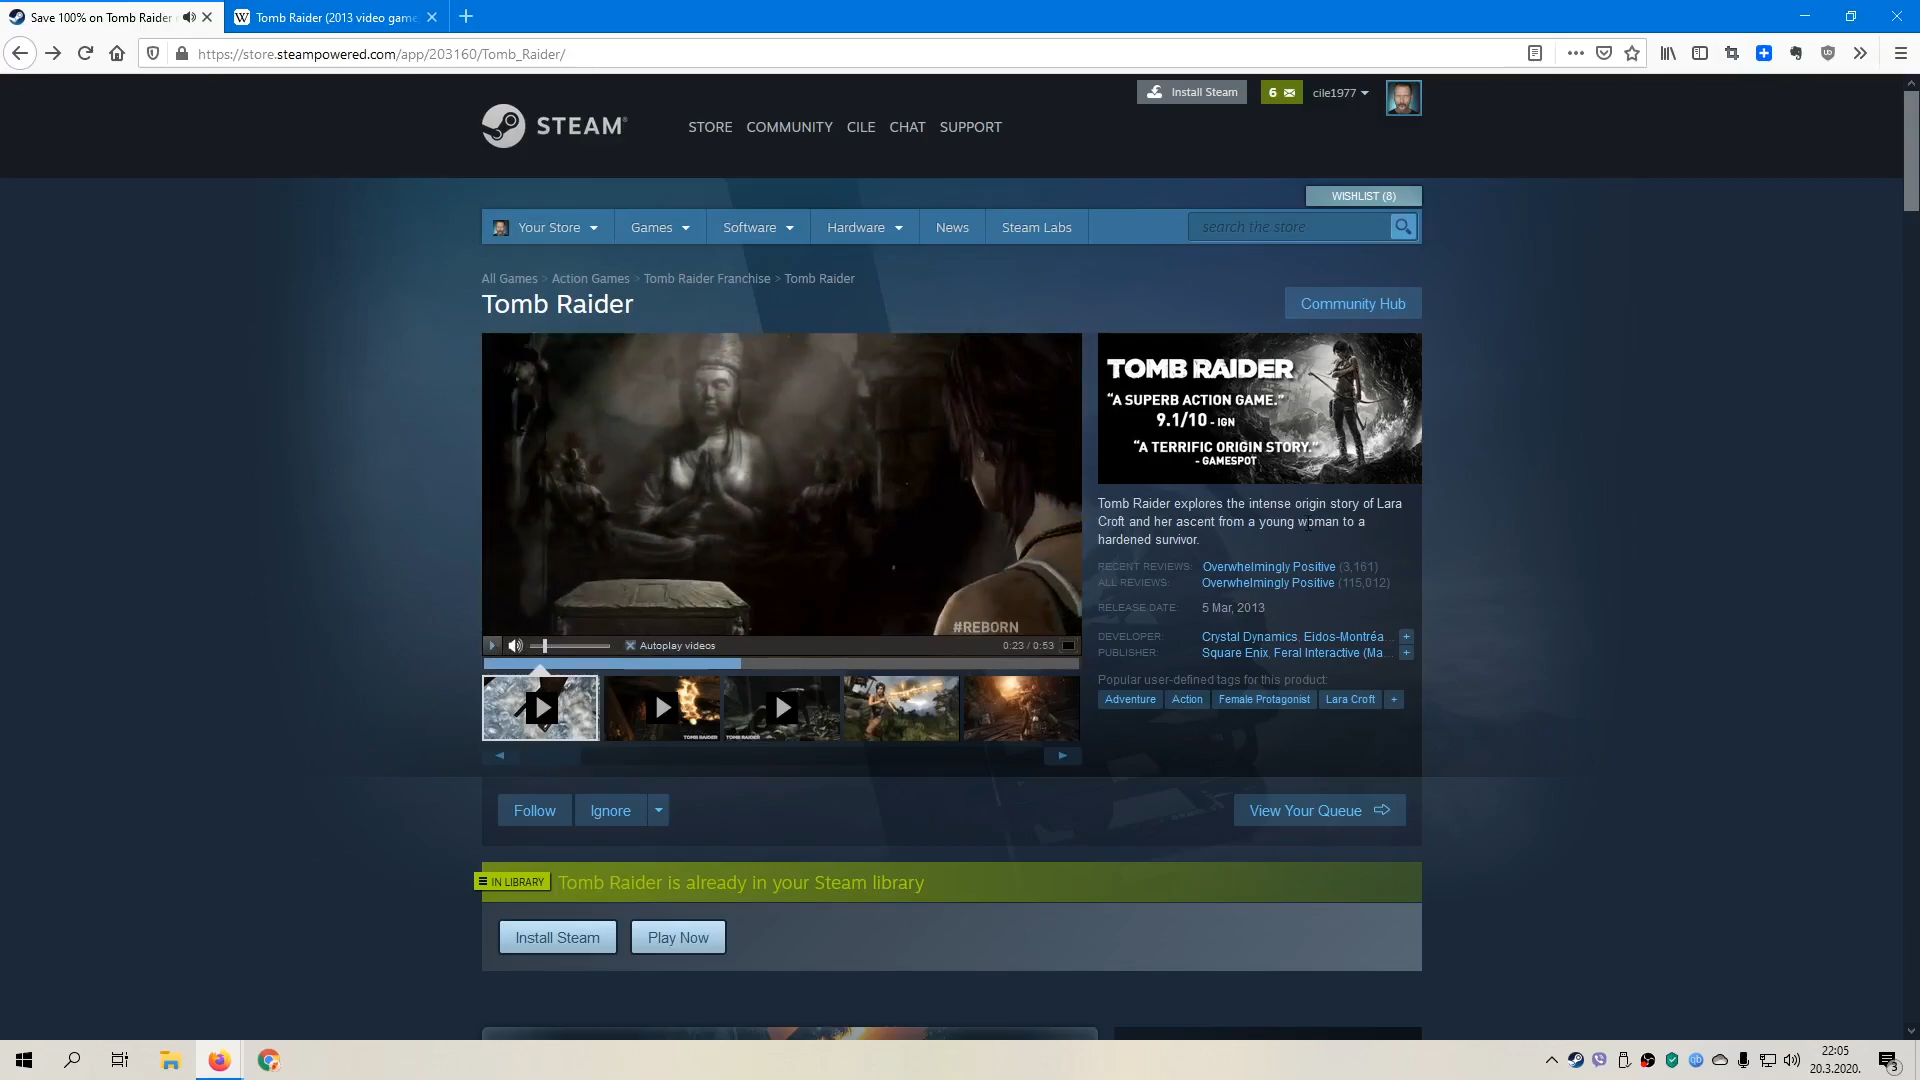 Save 100% on Tomb Raider
Tomb Raider (2013 video game
https://store.steampowered.com/app/203160/Tomb_Raider/
Install Steam
6
cile1977
STEAM
STORE
COMMUNITY
CILE
CHAT
SUPPORT
WISHLIST (8)
Your Store
Games
Software
Hardware
News
Steam Labs
search the store
All Games > Action Games > Tomb Raider Franchise > Tomb Raider
Tomb Raider
Community Hub
TOMB RAIDER
“A SUPERB ACTION GAME.”
9.1/10 - IGN
“A TERRIFIC ORIGIN STORY.”
- GAMESPOT
Tomb Raider explores the intense origin story of Lara
Croft and her ascent from a young woman to a
hardened survivor.
RECENT REVIEWS: Overwhelmingly Positive (3,161)
ALL REVIEWS: Overwhelmingly Positive (115,012)
RELEASE DATE: 5 Mar, 2013
DEVELOPER: Crystal Dynamics, Eidos-Montréa... +
PUBLISHER: Square Enix, Feral Interactive (Ma... +
Popular user-defined tags for this product:
Adventure
Action
Female Protagonist
Lara Croft
+
#REBORN
Autoplay videos
0:23 / 0:53
TOMB RAIDER
TOMB RAIDER
Follow
Ignore
View Your Queue
IN LIBRARY
Tomb Raider is already in your Steam library
Install Steam
Play Now
22:05
20.3.2020.
3